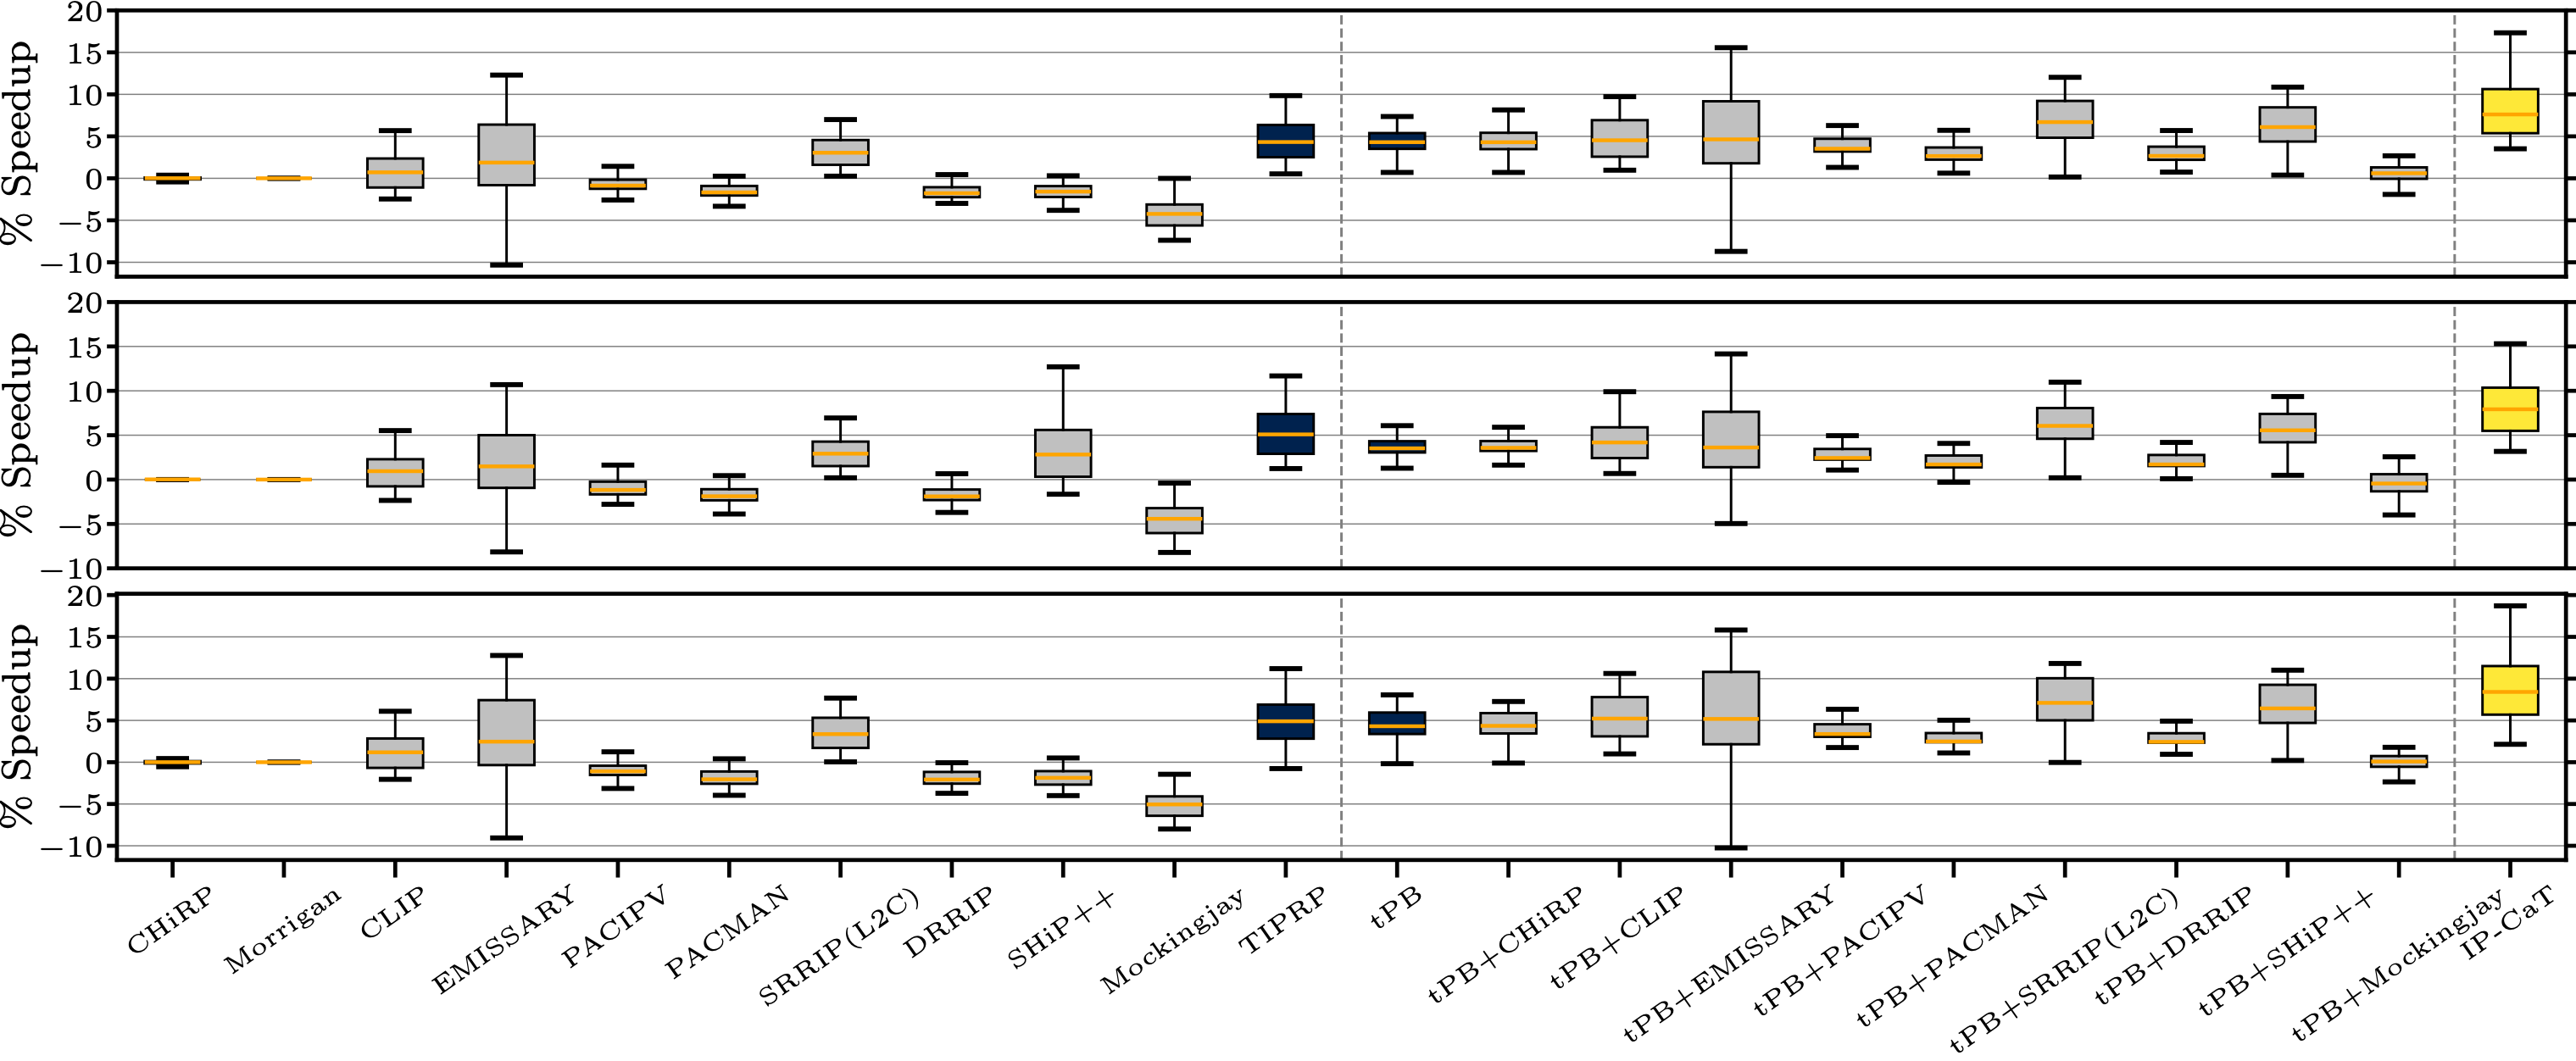 20
15
10
5
0
−5
−10
% Speedup
20
15
10
5
0
−5
−10
% Speedup
20
15
10
5
0
−5
−10
% Speedup
CHiRP
Morrigan
CLIP
EMISSARY
PACIPV
PACMAN
SRRIP(L2C)
DRRIP
SHiP++
Mockingjay
TIPRP
tPB
tPB+CHiRP
tPB+CLIP
tPB+EMISSARY
tPB+PACIPV
tPB+PACMAN
tPB+SRRIP(L2C)
tPB+DRRIP
tPB+SHiP++
tPB+Mockingjay
IP-CaT